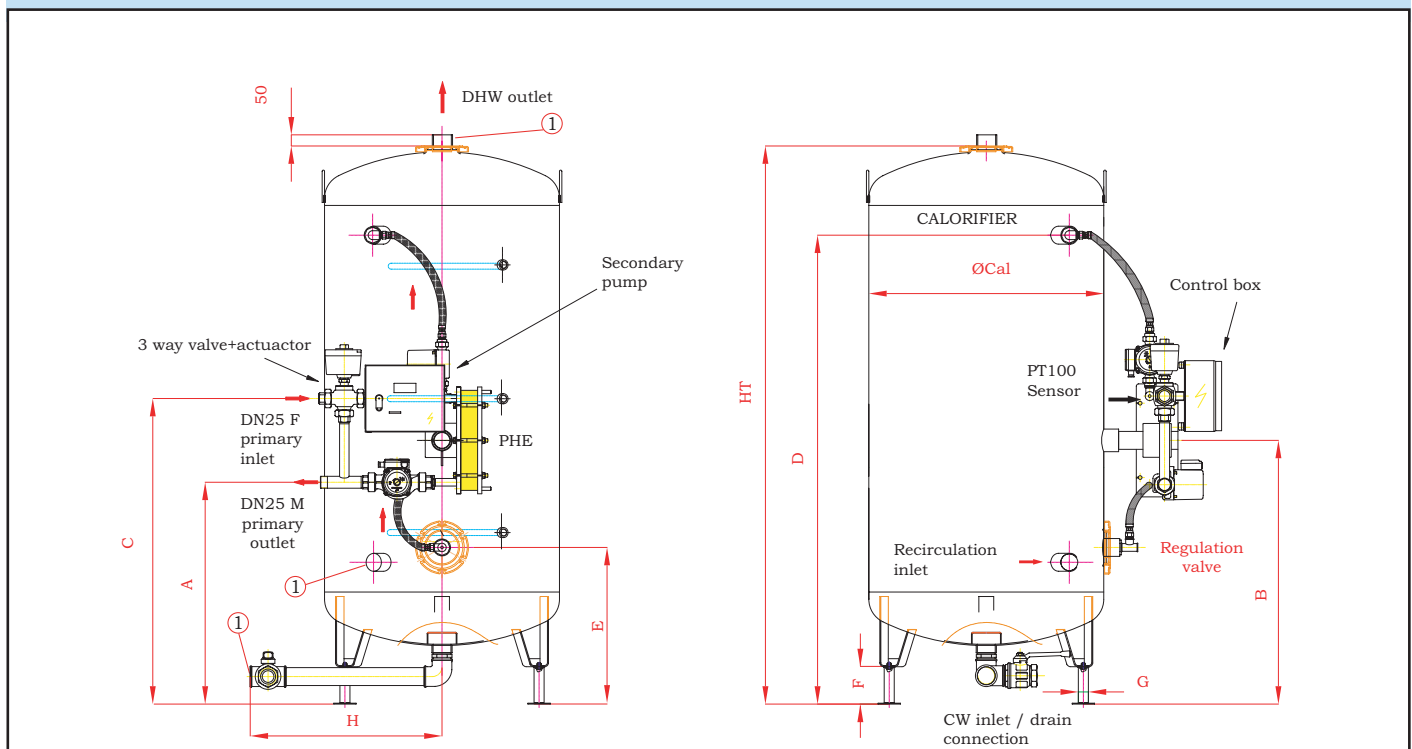 50
DHW outlet
1
CALORIFIER
ØCal
Secondary
pump
Control box
3 way valve+actuactor
PT100
Sensor
HT
DN25 F
primary
inlet
PHE
D
DN25 M
primary
outlet
C
A
Recirculation
inlet
Regulation
valve
1
B
E
1
F
G
H
CW inlet / drain
connection